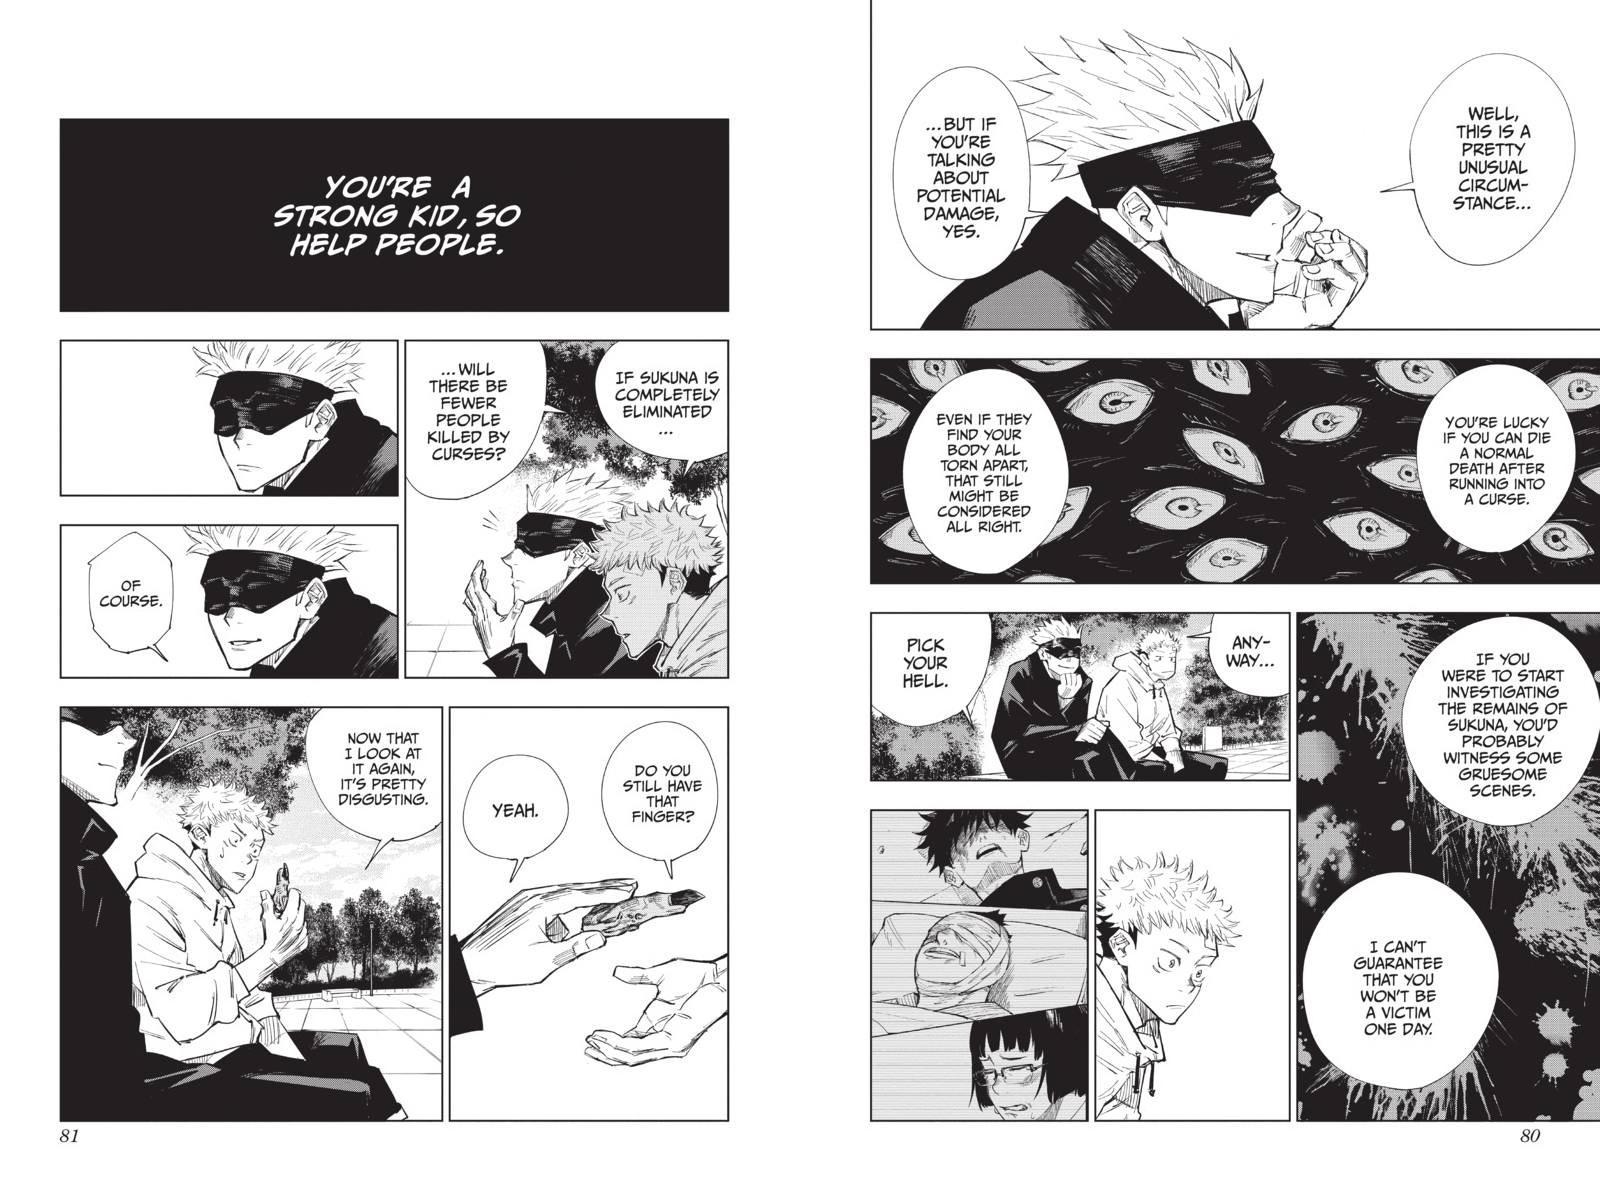 WELL,
THIS IS A
PRETTY
UNUSUAL
CIRCUM-
STANCE...
...BUT IF
YOU'RE
TALKING
ABOUT
POTENTIAL
DAMAGE,
YES.
YOU'RE LUCKY
IF YOU CAN DIE
A NORMAL
DEATH AFTER
RUNNING INTO
A CURSE.
EVEN IF THEY
FIND YOUR
BODY ALL
TORN APART,
THAT STILL
MIGHT BE
CONSIDERED
ALL RIGHT.
IF YOU
WERE TO START
INVESTIGATING
THE REMAINS OF
SUKUNA, YOU'D
PROBABLY
WITNESS SOME
GRUESOME
SCENES.
I CAN'T
GUARANTEE
THAT YOU
WON'T BE
A VICTIM
ONE DAY.
ANY-
WAY...
PICK
YOUR
HELL.
80
YOU'RE A
STRONG KID, SO
HELP PEOPLE.
IF SUKUNA IS
COMPLETELY
ELIMINATED
...
...WILL
THERE BE
FEWER
PEOPLE
KILLED BY
CURSES?
OF
COURSE.
DO YOU
STILL HAVE
THAT
FINGER?
YEAH.
NOW THAT
I LOOK AT
IT AGAIN,
IT'S PRETTY
DISGUSTING.
81